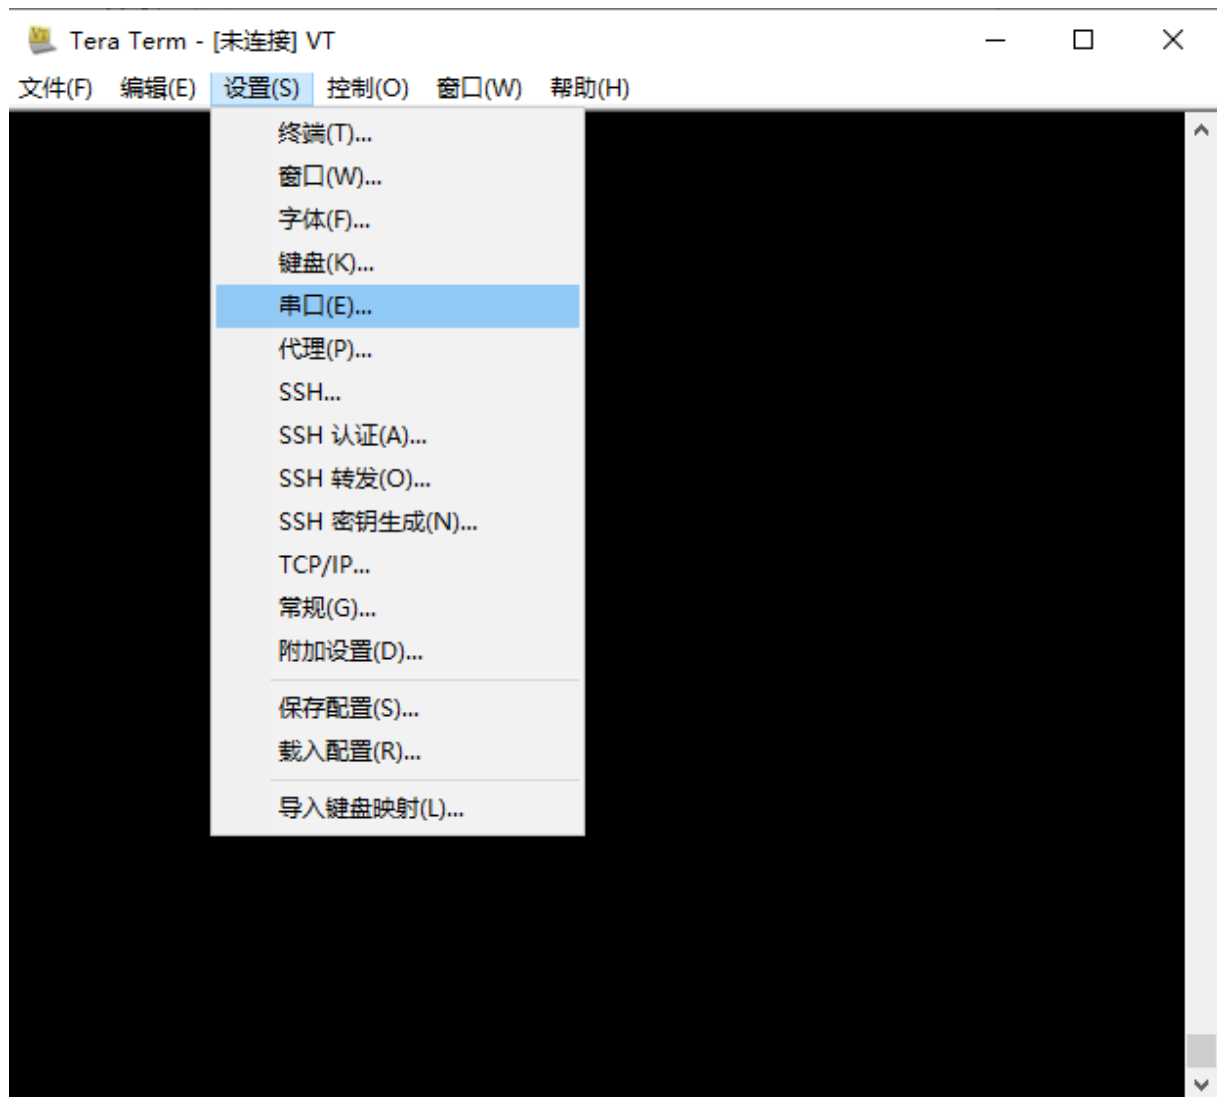 Tera Term - [未连接] VT
文件(F) 编辑(E) 设置(S) 控制(O) 窗口(W) 帮助(H)
终端(T)...
窗口(W)...
字体(F)...
键盘(K)...
串口(E)...
代理(P)...
SSH...
SSH 认证(A)...
SSH 转发(O)...
SSH 密钥生成(N)...
TCP/IP...
常规(G)...
附加设置(D)...
保存配置(S)...
载入配置(R)...
导入键盘映射(L)...